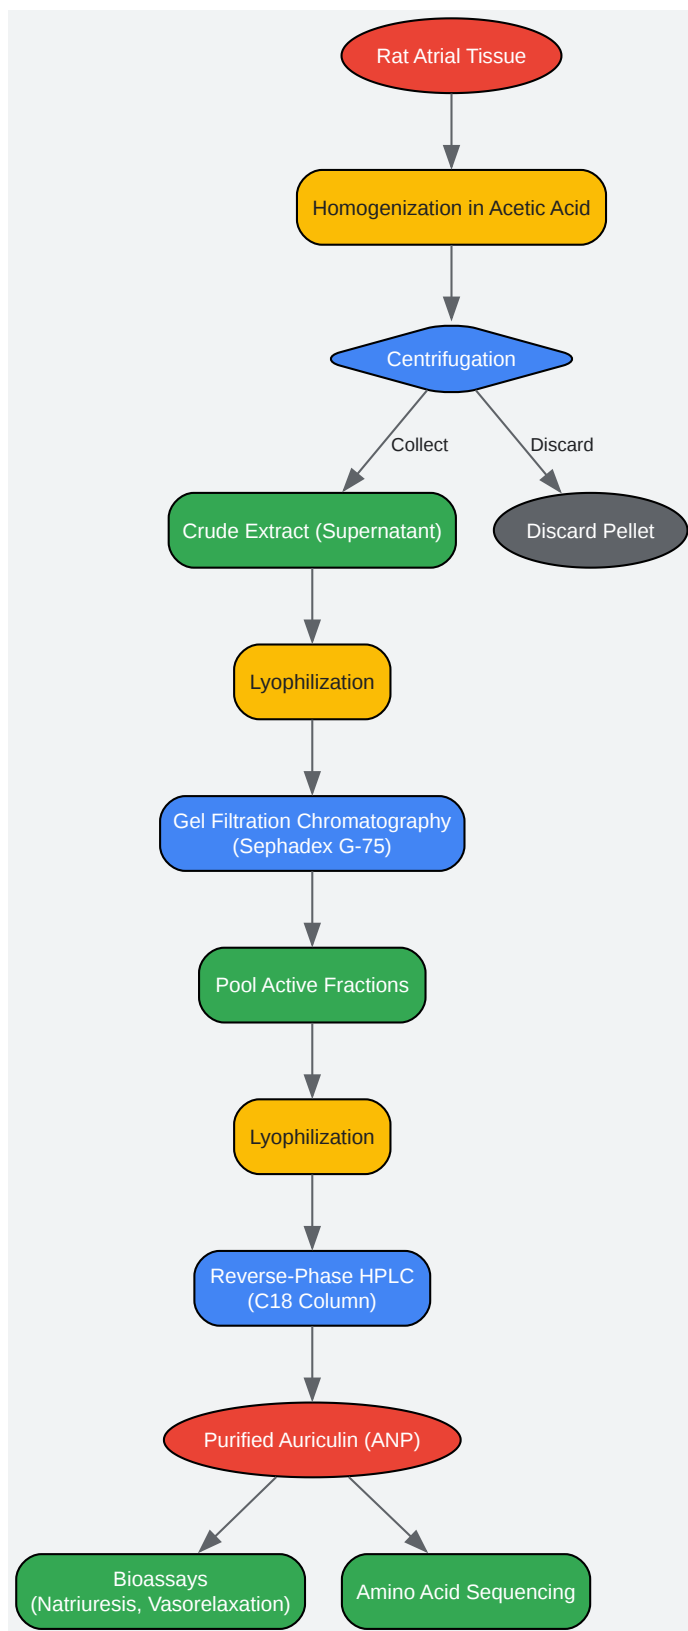 Rat Atrial Tissue
Homogenization in Acetic Acid
Centrifugation
Collect
Discard
Crude Extract (Supernatant)
Discard Pellet
Lyophilization
Gel Filtration Chromatography
(Sephadex G-75)
Pool Active Fractions
Lyophilization
Reverse-Phase HPLC
(C18 Column)
Purified Auriculin (ANP)
Bioassays
(Natriuresis, Vasorelaxation)
Amino Acid Sequencing